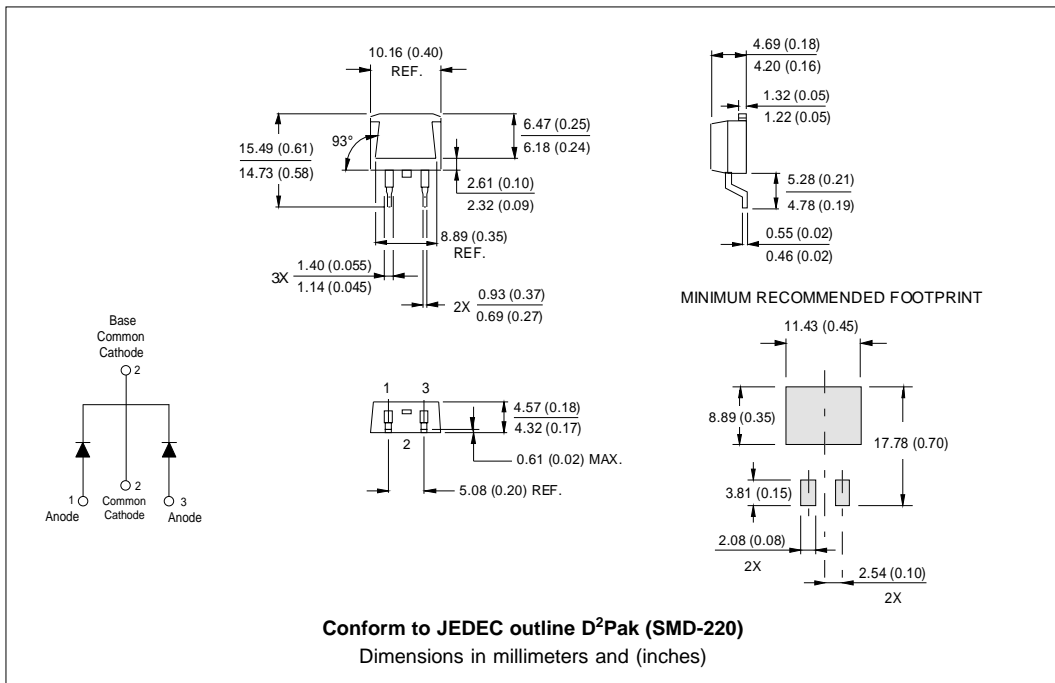 10.16 (0.40)
REF.
15.49 (0.61)
14.73 (0.58)
93°
6.47 (0.25)
6.18 (0.24)
2.61 (0.10)
2.32 (0.09)
8.89 (0.35)
REF.
3X
1.40 (0.055)
1.14 (0.045)
2X
0.93 (0.37)
0.69 (0.27)
4.69 (0.18)
4.20 (0.16)
1.32 (0.05)
1.22 (0.05)
5.28 (0.21)
4.78 (0.19)
0.55 (0.02)
0.46 (0.02)
MINIMUM RECOMMENDED FOOTPRINT
11.43 (0.45)
8.89 (0.35)
17.78 (0.70)
3.81 (0.15)
2.08 (0.08)
2X
2.54 (0.10)
2X
Base
Common
Cathode
2
1
Anode
2
Common
Cathode
3
Anode
1 3
2
4.57 (0.18)
4.32 (0.17)
0.61 (0.02) MAX.
5.08 (0.20) REF.
Conform to JEDEC outline D²Pak (SMD-220)
Dimensions in millimeters and (inches)